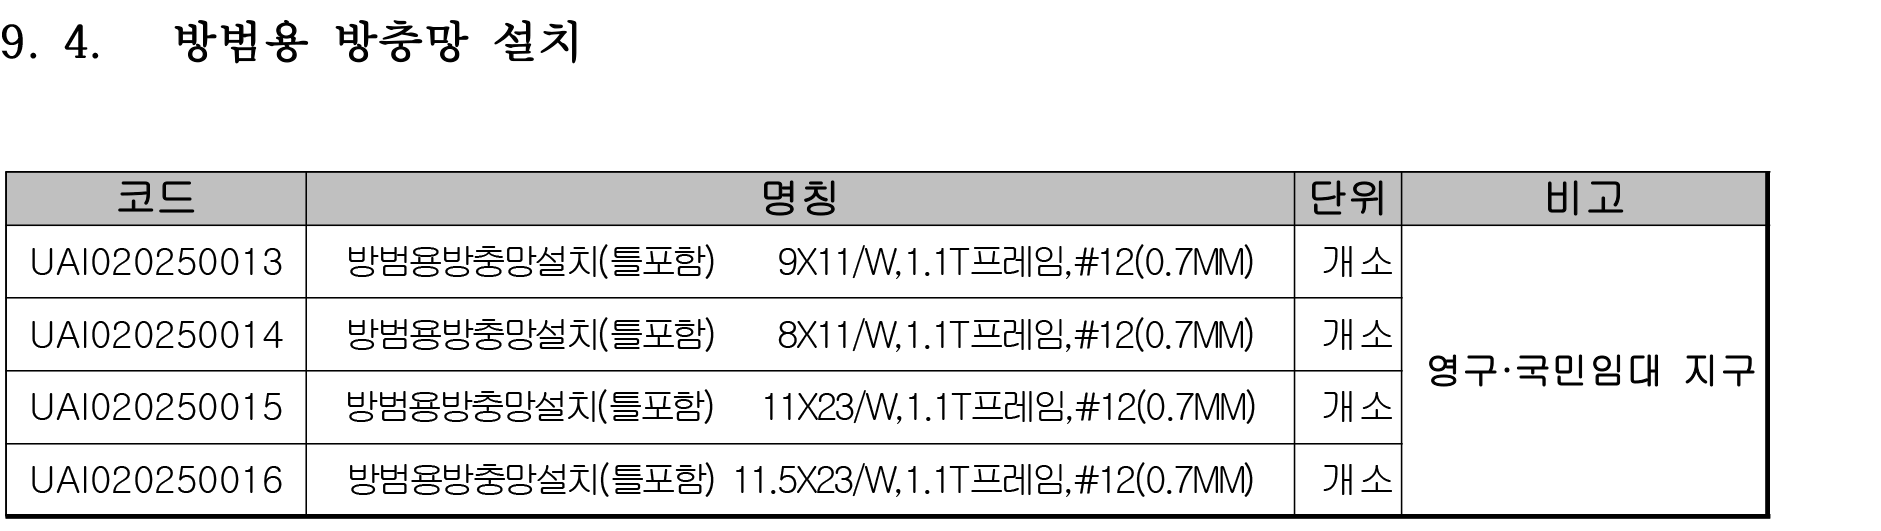 9. 4. 방범용 방충망 설치
코드 명칭 단위 비고
UAI020250013 방범용방충망설치(틀포함) 9X11/W,1.1T프레임,#12(0.7MM) 개소
UAI020250014 방범용방충망설치(틀포함) 8X11/W,1.1T프레임,#12(0.7MM) 개소
영구·국민임대 지구
UAI020250015 방범용방충망설치(틀포함) 11X23/W,1.1T프레임,#12(0.7MM) 개소
UAI020250016 방범용방충망설치(틀포함) 11.5X23/W,1.1T프레임,#12(0.7MM) 개소